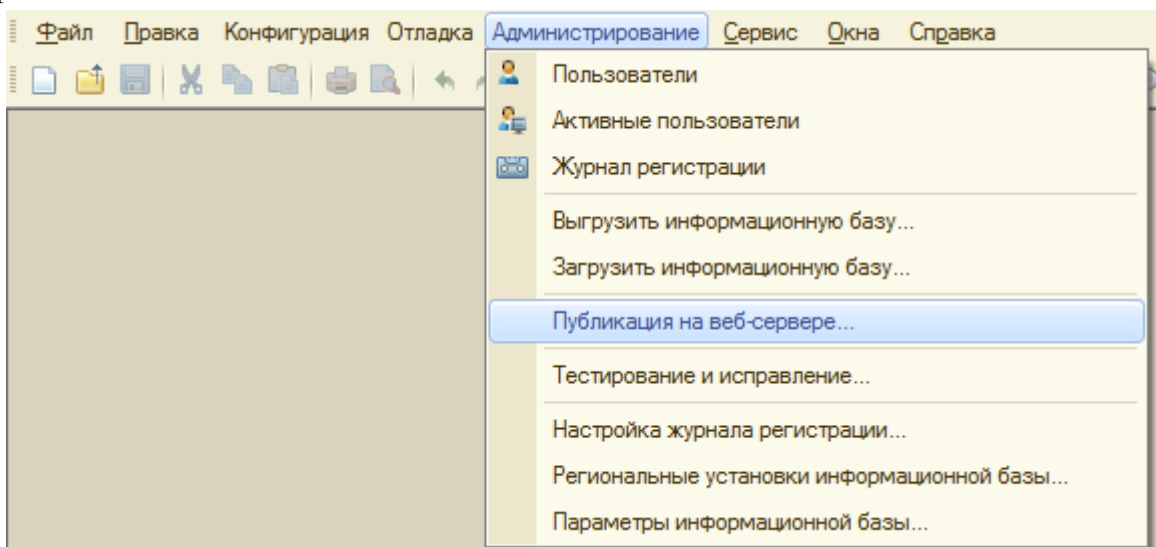 Файл Правка Конфигурация Отладка Администрирование Сервис Окна Справка
Пользователи
Активные пользователи
Журнал регистрации
Выгрузить информационную базу...
Загрузить информационную базу...
Публикация на веб-сервере...
Тестирование и исправление...
Настройка журнала регистрации...
Региональные установки информационной базы...
Параметры информационной базы...